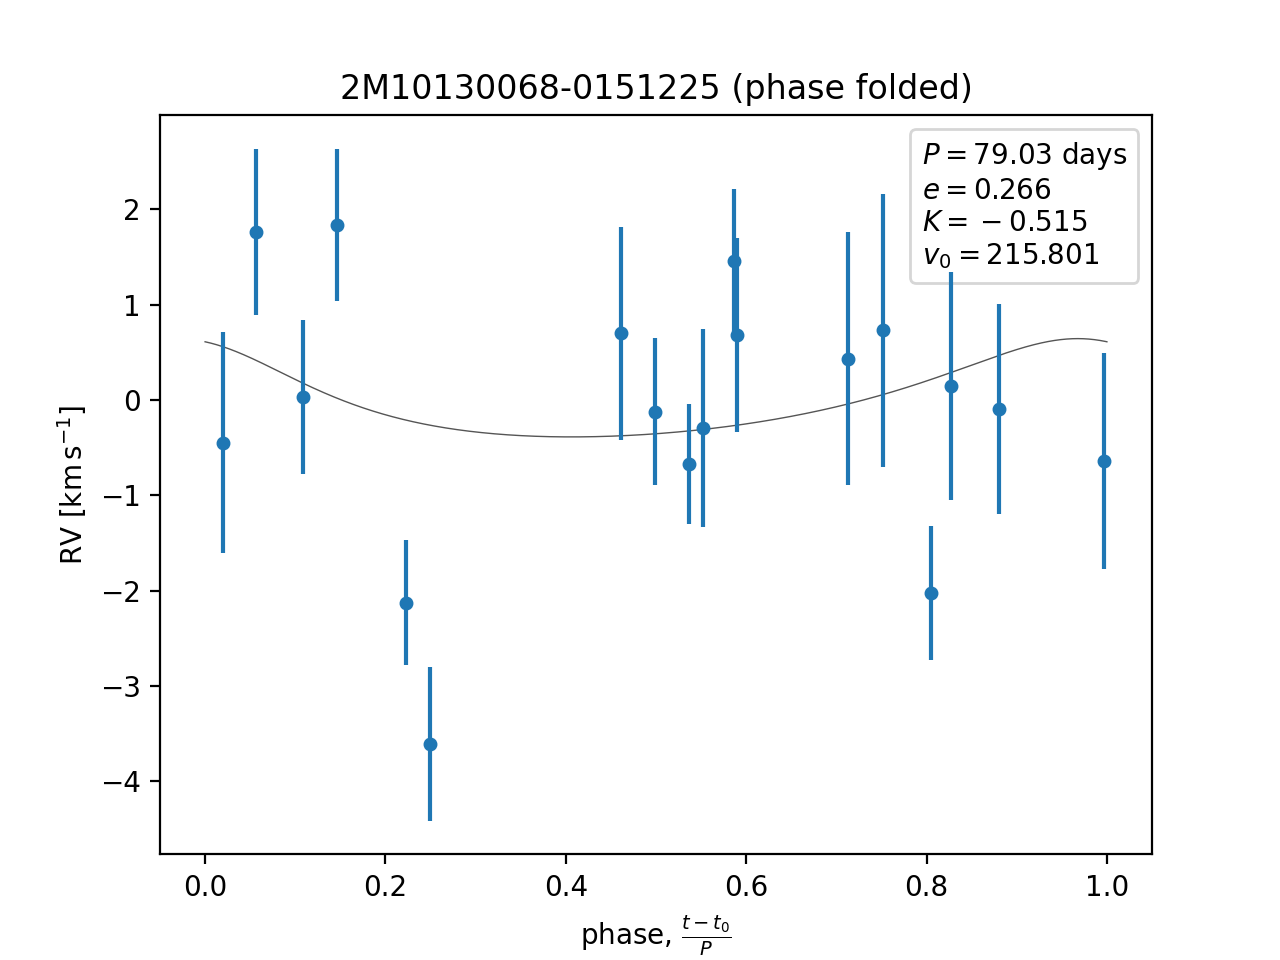 2M10130068-0151225 (phase folded)
P = 79.03 days
e = 0.266
K = −0.515
v₀ = 215.801
2
1
0
−1
−2
−3
−4
RV [km s⁻¹]
0.0 0.2 0.4 0.6 0.8 1.0
phase, (t − t₀)/P